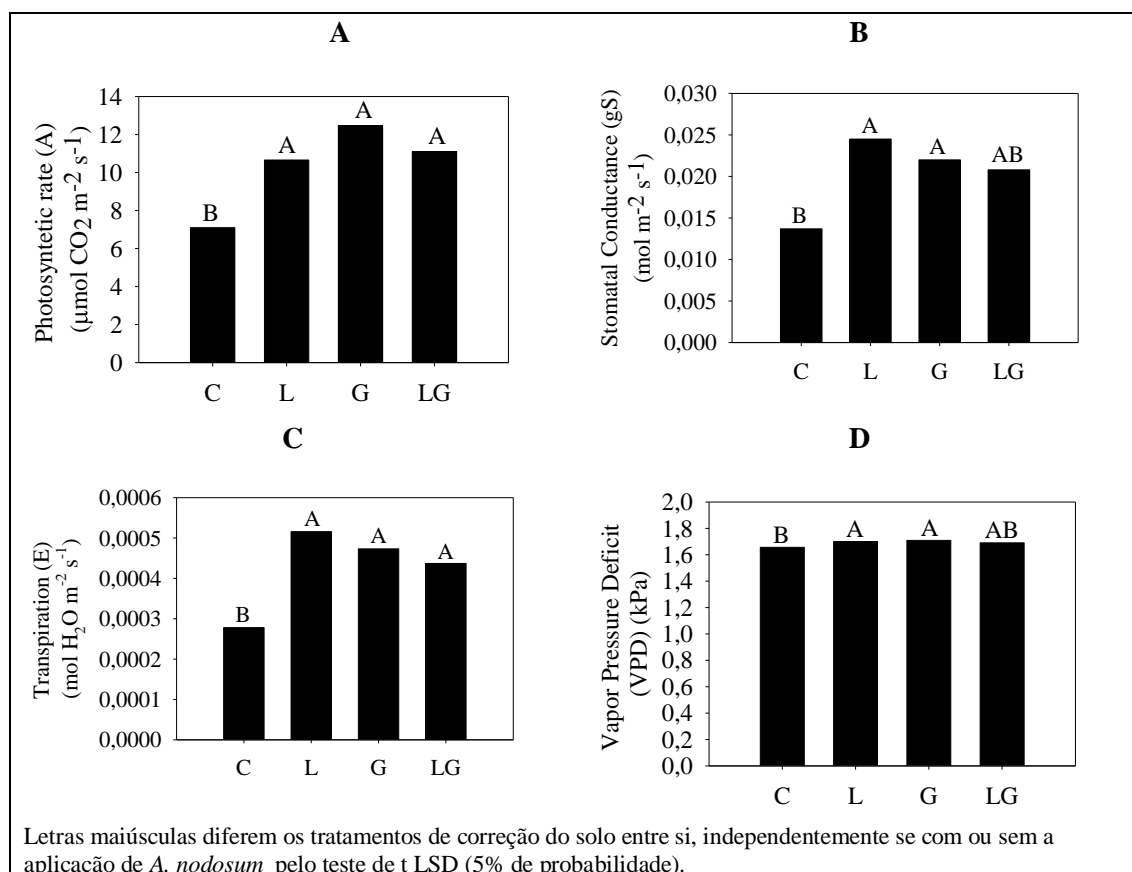 A
Photosyntetic rate (A)
(µmol CO2 m-2 s-1)
14
12
10
8
6
4
2
0
B
A
A
A
C
L
G
LG
B
Stomatal Conductance (gS)
(mol m-2 s-1)
0,030
0,025
0,020
0,015
0,010
0,005
0,000
B
A
A
AB
C
L
G
LG
C
Transpiration (E)
(mol H2O m-2 s-1)
0,0006
0,0005
0,0004
0,0003
0,0002
0,0001
0,0000
B
A
A
A
C
L
G
LG
D
Vapor Pressure Deficit
(VPD) (kPa)
2,0
1,8
1,6
1,4
1,2
1,0
0,8
0,6
0,4
0,2
0,0
B
A
A
AB
C
L
G
LG
Letras maiúsculas diferem os tratamentos de correção do solo entre si, independentemente se com ou sem a
aplicação de A. nodosum pelo teste de t LSD (5% de probabilidade).